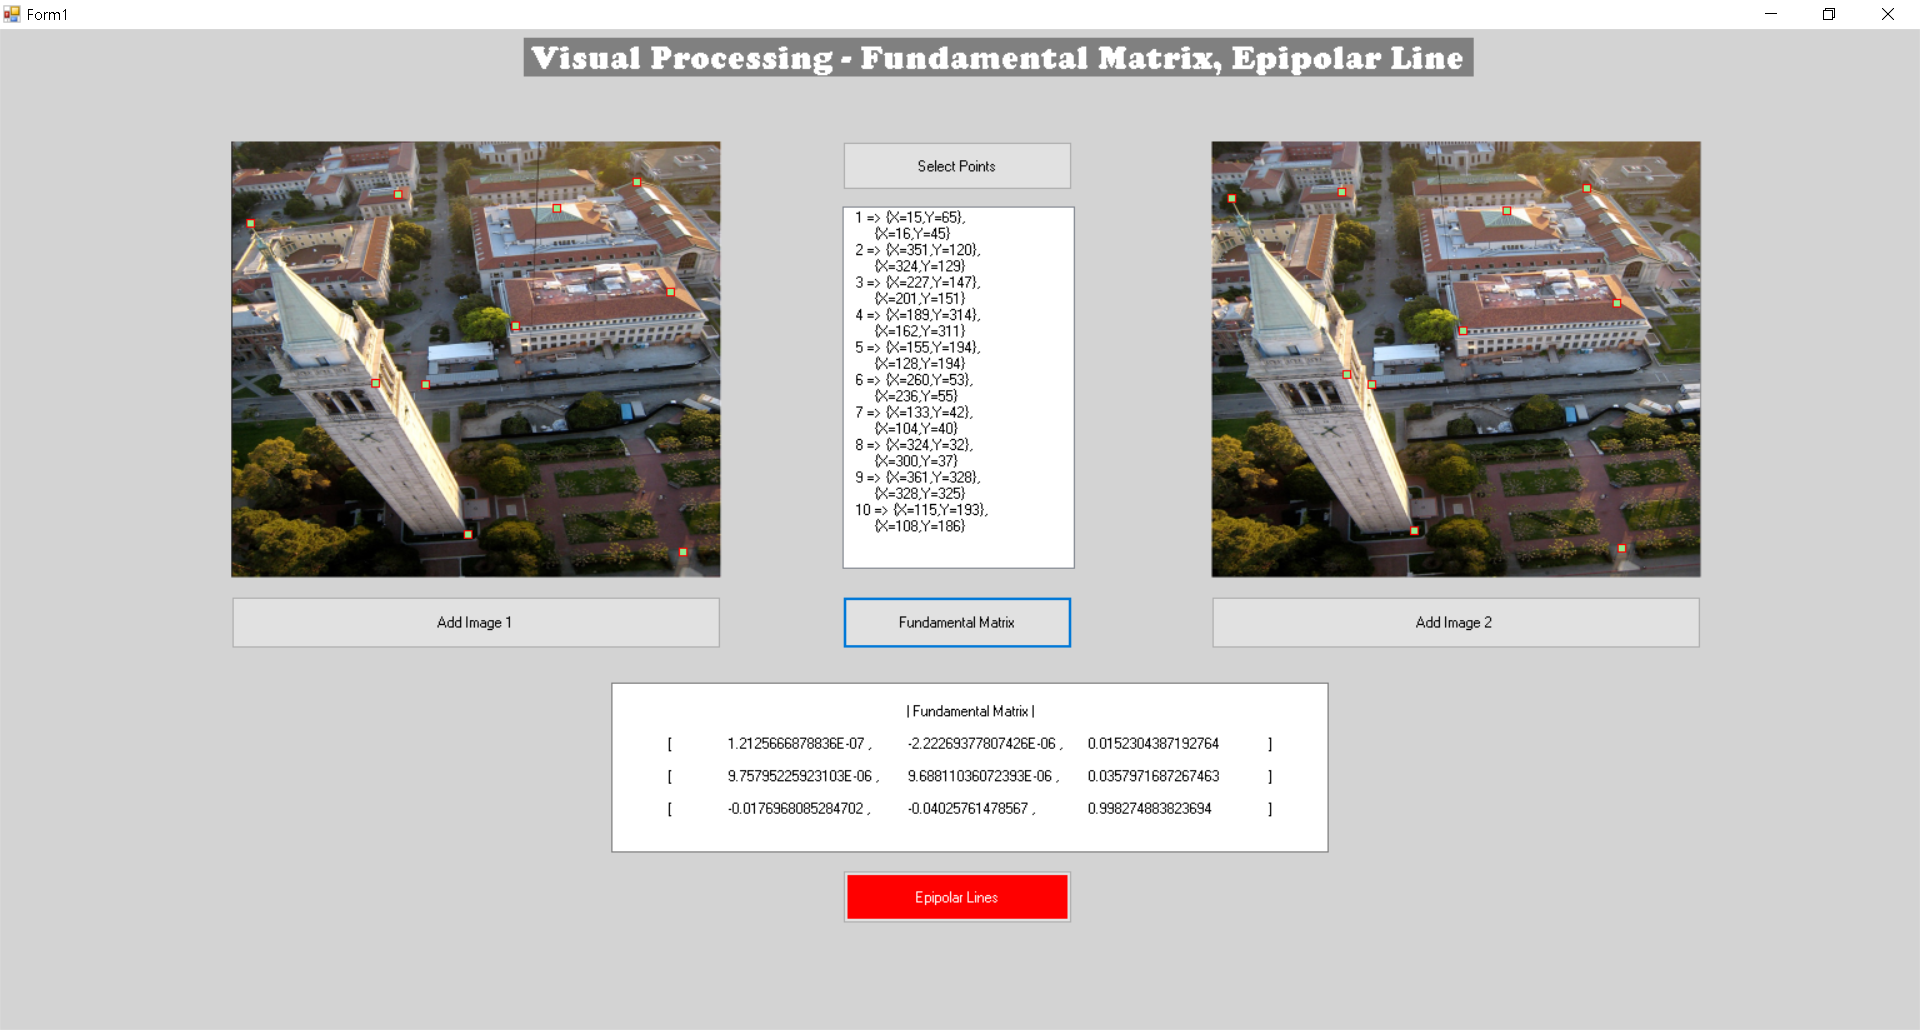 Form1
Visual Processing - Fundamental Matrix, Epipolar Line
Select Points
1 => {X=15,Y=65},
{X=16,Y=45}
2 => {X=351,Y=120},
{X=324,Y=129}
3 => {X=227,Y=147},
{X=201,Y=151}
4 => {X=189,Y=314},
{X=162,Y=311}
5 => {X=155,Y=194},
{X=128,Y=194}
6 => {X=260,Y=53},
{X=236,Y=55}
7 => {X=133,Y=42},
{X=104,Y=40}
8 => {X=324,Y=32},
{X=300,Y=37}
9 => {X=361,Y=328},
{X=328,Y=325}
10 => {X=115,Y=193},
{X=108,Y=186}
Add Image 1
Fundamental Matrix
Add Image 2
| Fundamental Matrix |
[ 1.2125666878836E-07 , -2.22269377807426E-06 , 0.0152304387192764 ]
[ 9.75795225923103E-06 , 9.68811036072393E-06 , 0.0357971687267463 ]
[ -0.0176968085284702 , -0.04025761478567 , 0.998274883823694 ]
Epipolar Lines